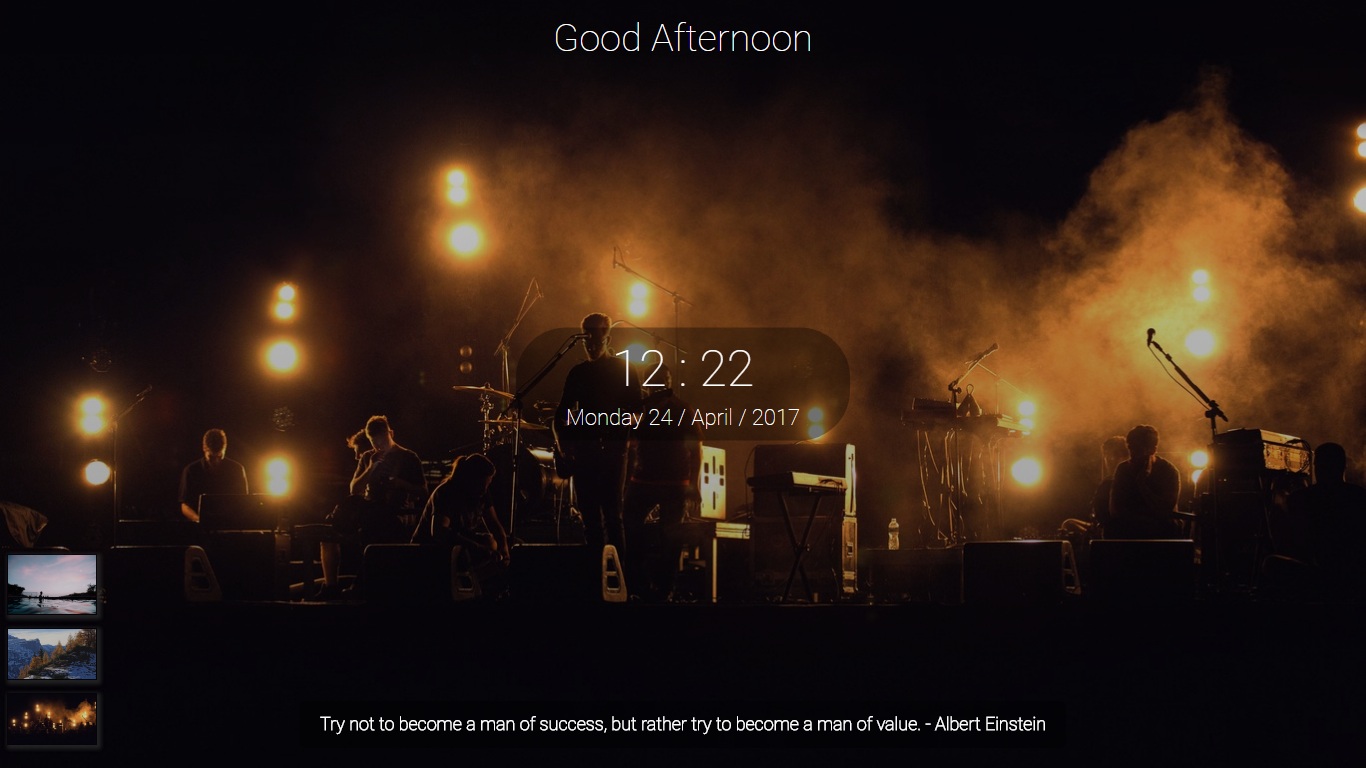 Good Afternoon
12 : 22
Monday 24 / April / 2017
Try not to become a man of success, but rather try to become a man of value. - Albert Einstein